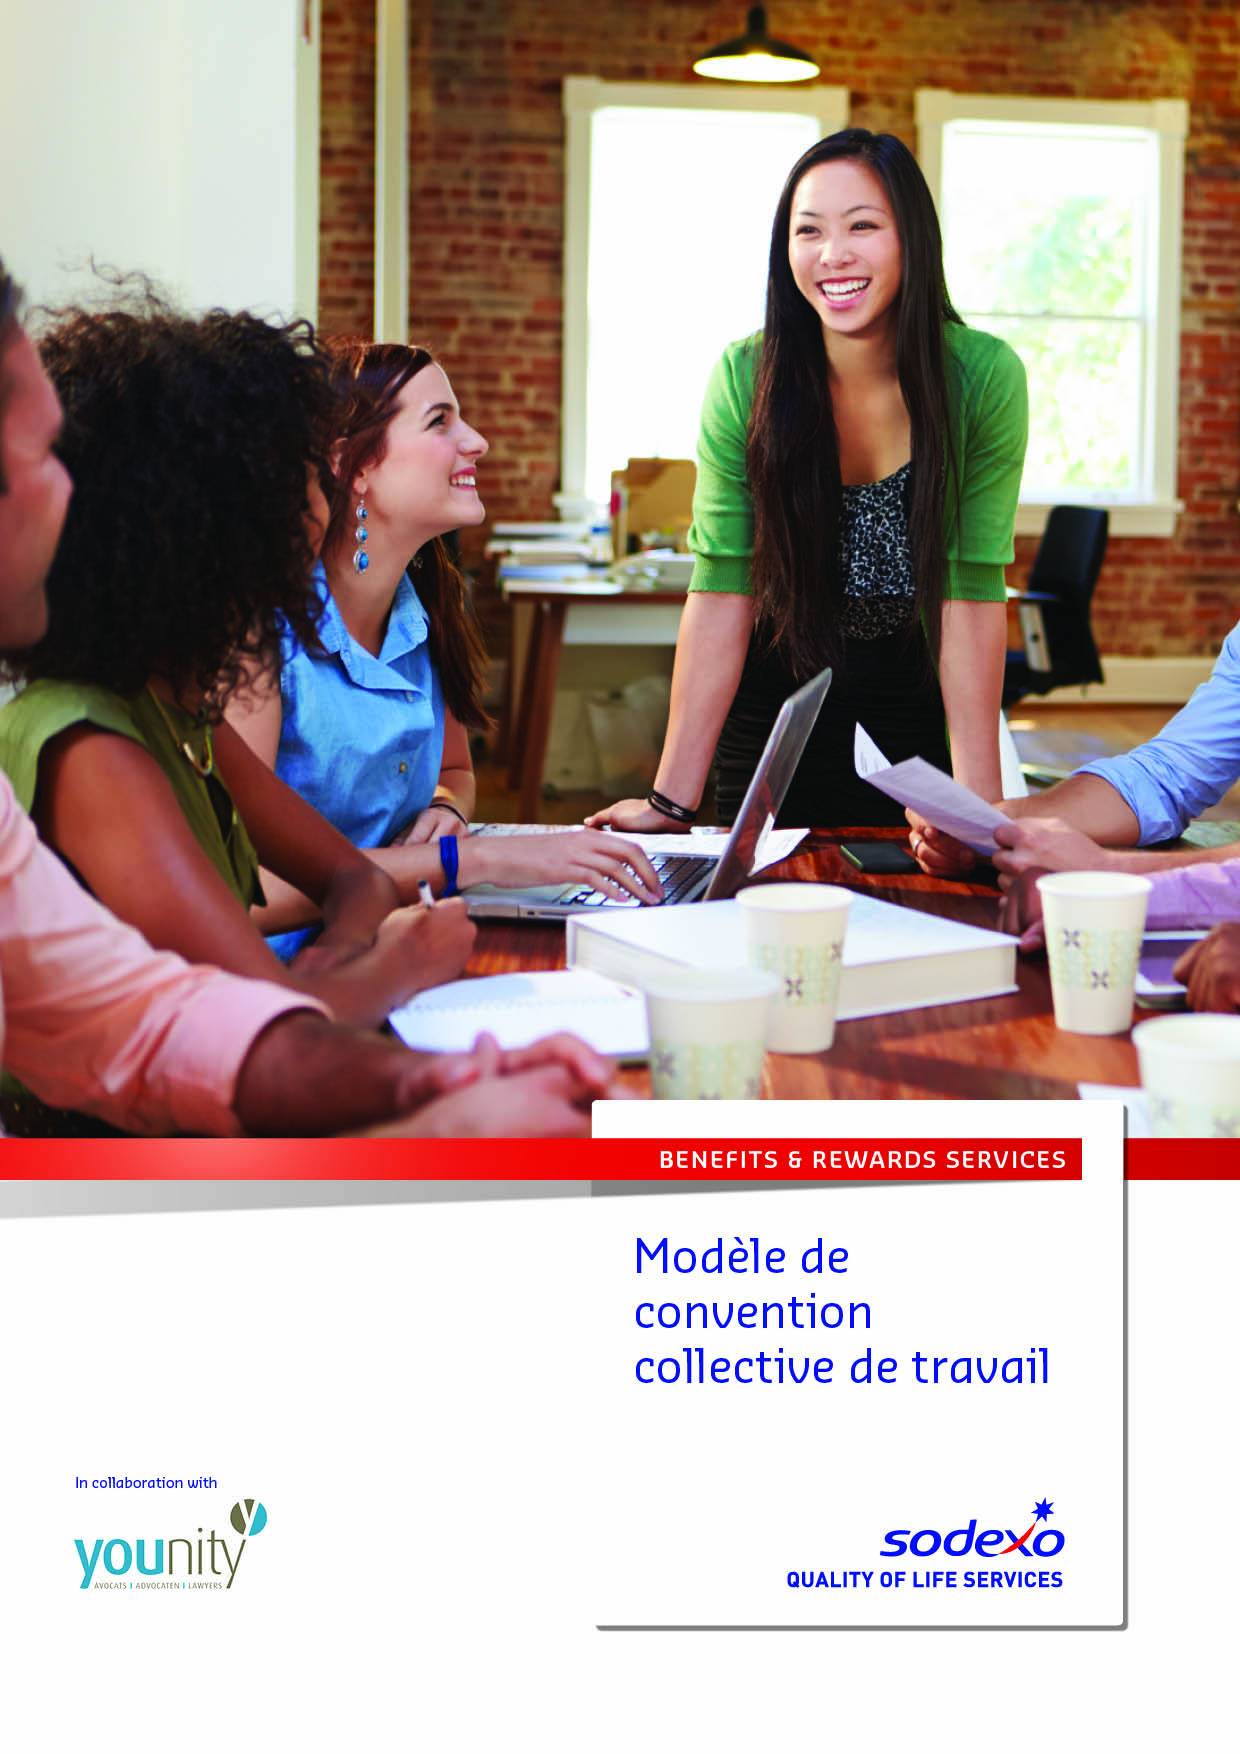 BENEFITS & REWARDS SERVICES
Modèle de
convention
collective de travail
In collaboration with
younity
AVOCATS | ADVOCATEN | LAWYERS
sodexo
QUALITY OF LIFE SERVICES